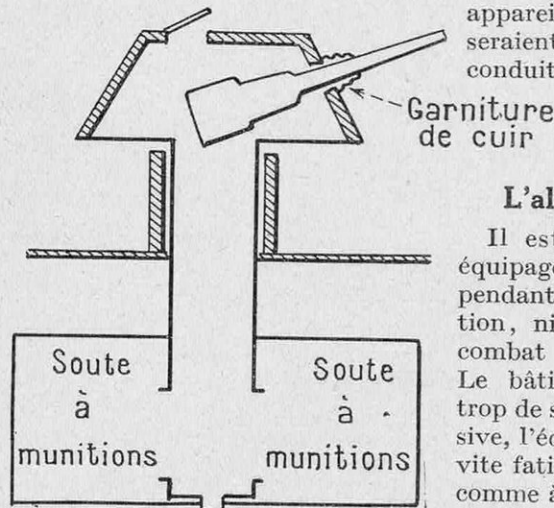 apparei
seraient
conduit
Garniture
de cuir
L'al
Il est
équipage
pendant
tion, ni
combat
Le bâti
trop de s
sive, l'éq
vite fati
comme à
Soute
à
munitions
Soute
à
munitions